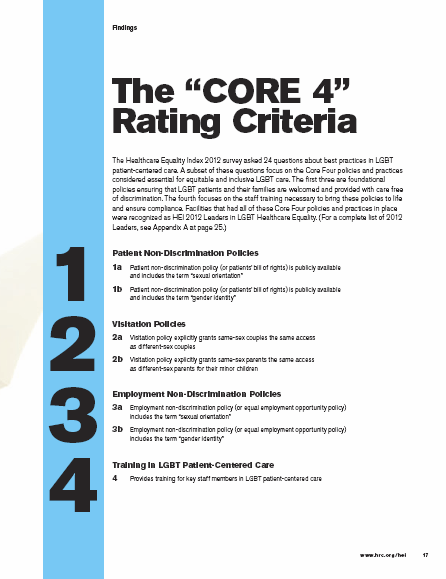 Findings
The “CORE 4”
Rating Criteria
The Healthcare Equality Index 2012 survey asked 24 questions about best practices in LGBT
patient-centered care. A subset of these questions focus on the Core Four policies and practices
considered essential for equitable and inclusive LGBT care. The first three are foundational
policies ensuring that LGBT patients and their families are welcomed and provided with care free
of discrimination. The fourth focuses on the staff training necessary to bring these policies to life
and ensure compliance. Facilities that had all of these Core Four policies and practices in place
were recognized as HEI 2012 Leaders in LGBT Healthcare Equality. (For a complete list of 2012
Leaders, see Appendix A at page 25.)
1
Patient Non-Discrimination Policies
1a Patient non-discrimination policy (or patients’ bill of rights) is publicly available
and includes the term “sexual orientation”
1b Patient non-discrimination policy (or patients’ bill of rights) is publicly available
and includes the term “gender identity”
2
Visitation Policies
2a Visitation policy explicitly grants same-sex couples the same access
as different-sex couples
2b Visitation policy explicitly grants same-sex parents the same access
as different-sex parents for their minor children
3
Employment Non-Discrimination Policies
3a Employment non-discrimination policy (or equal employment opportunity policy)
includes the term “sexual orientation”
3b Employment non-discrimination policy (or equal employment opportunity policy)
includes the term “gender identity”
4
Training in LGBT Patient-Centered Care
4 Provides training for key staff members in LGBT patient-centered care
www.hrc.org/hei 17